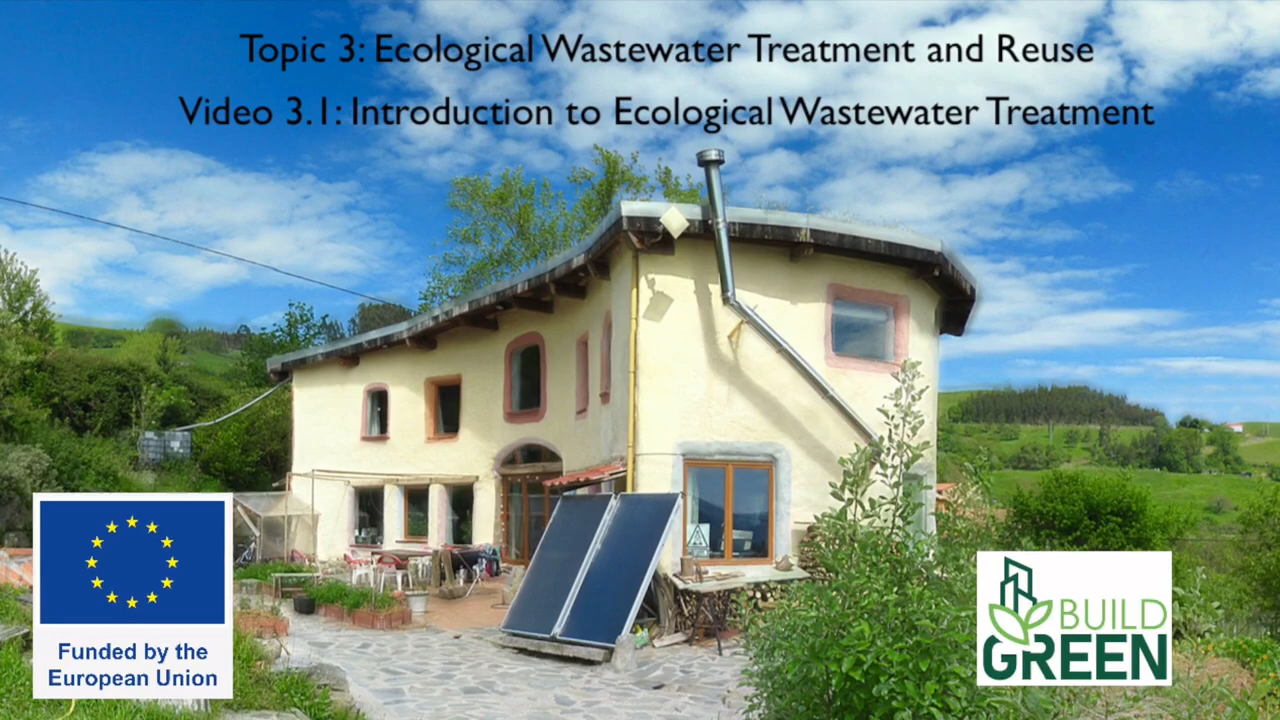 Topic 3: Ecological Wastewater Treatment and Reuse
Video 3.1: Introduction to Ecological Wastewater Treatment
Funded by the
European Union
BUILD
GREEN